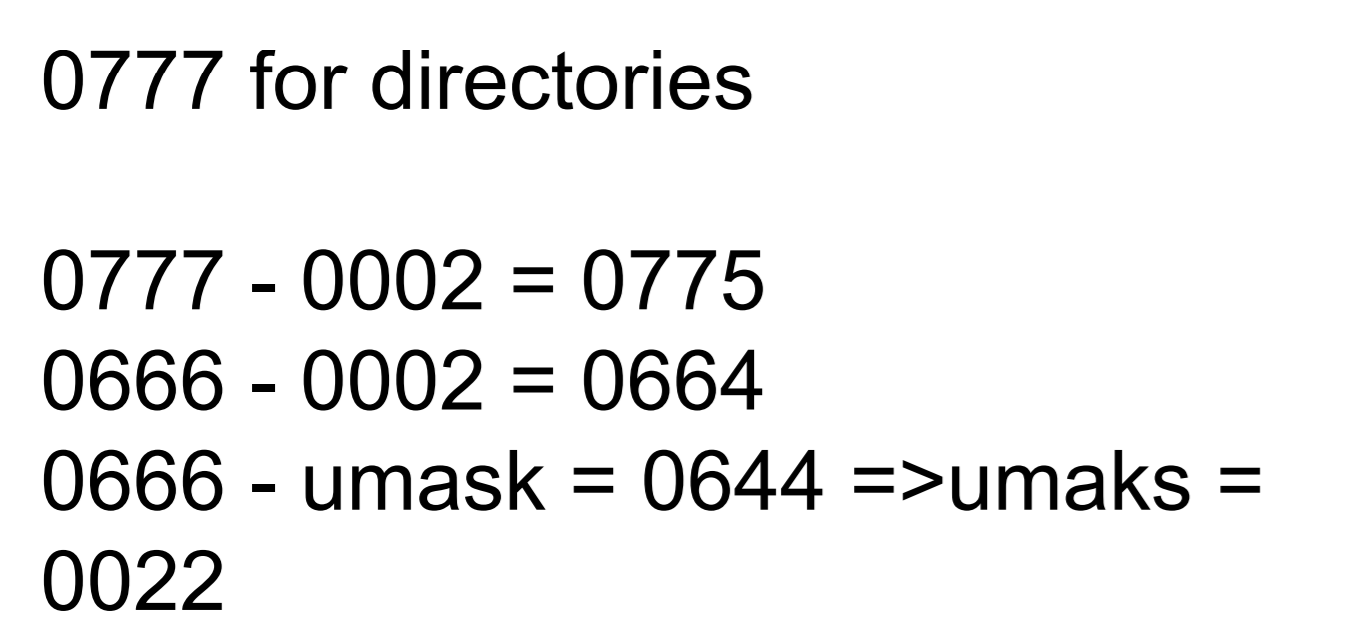 0777 for directories
0777 - 0002 = 0775
0666 - 0002 = 0664
0666 - umask = 0644 =>umaks =
0022